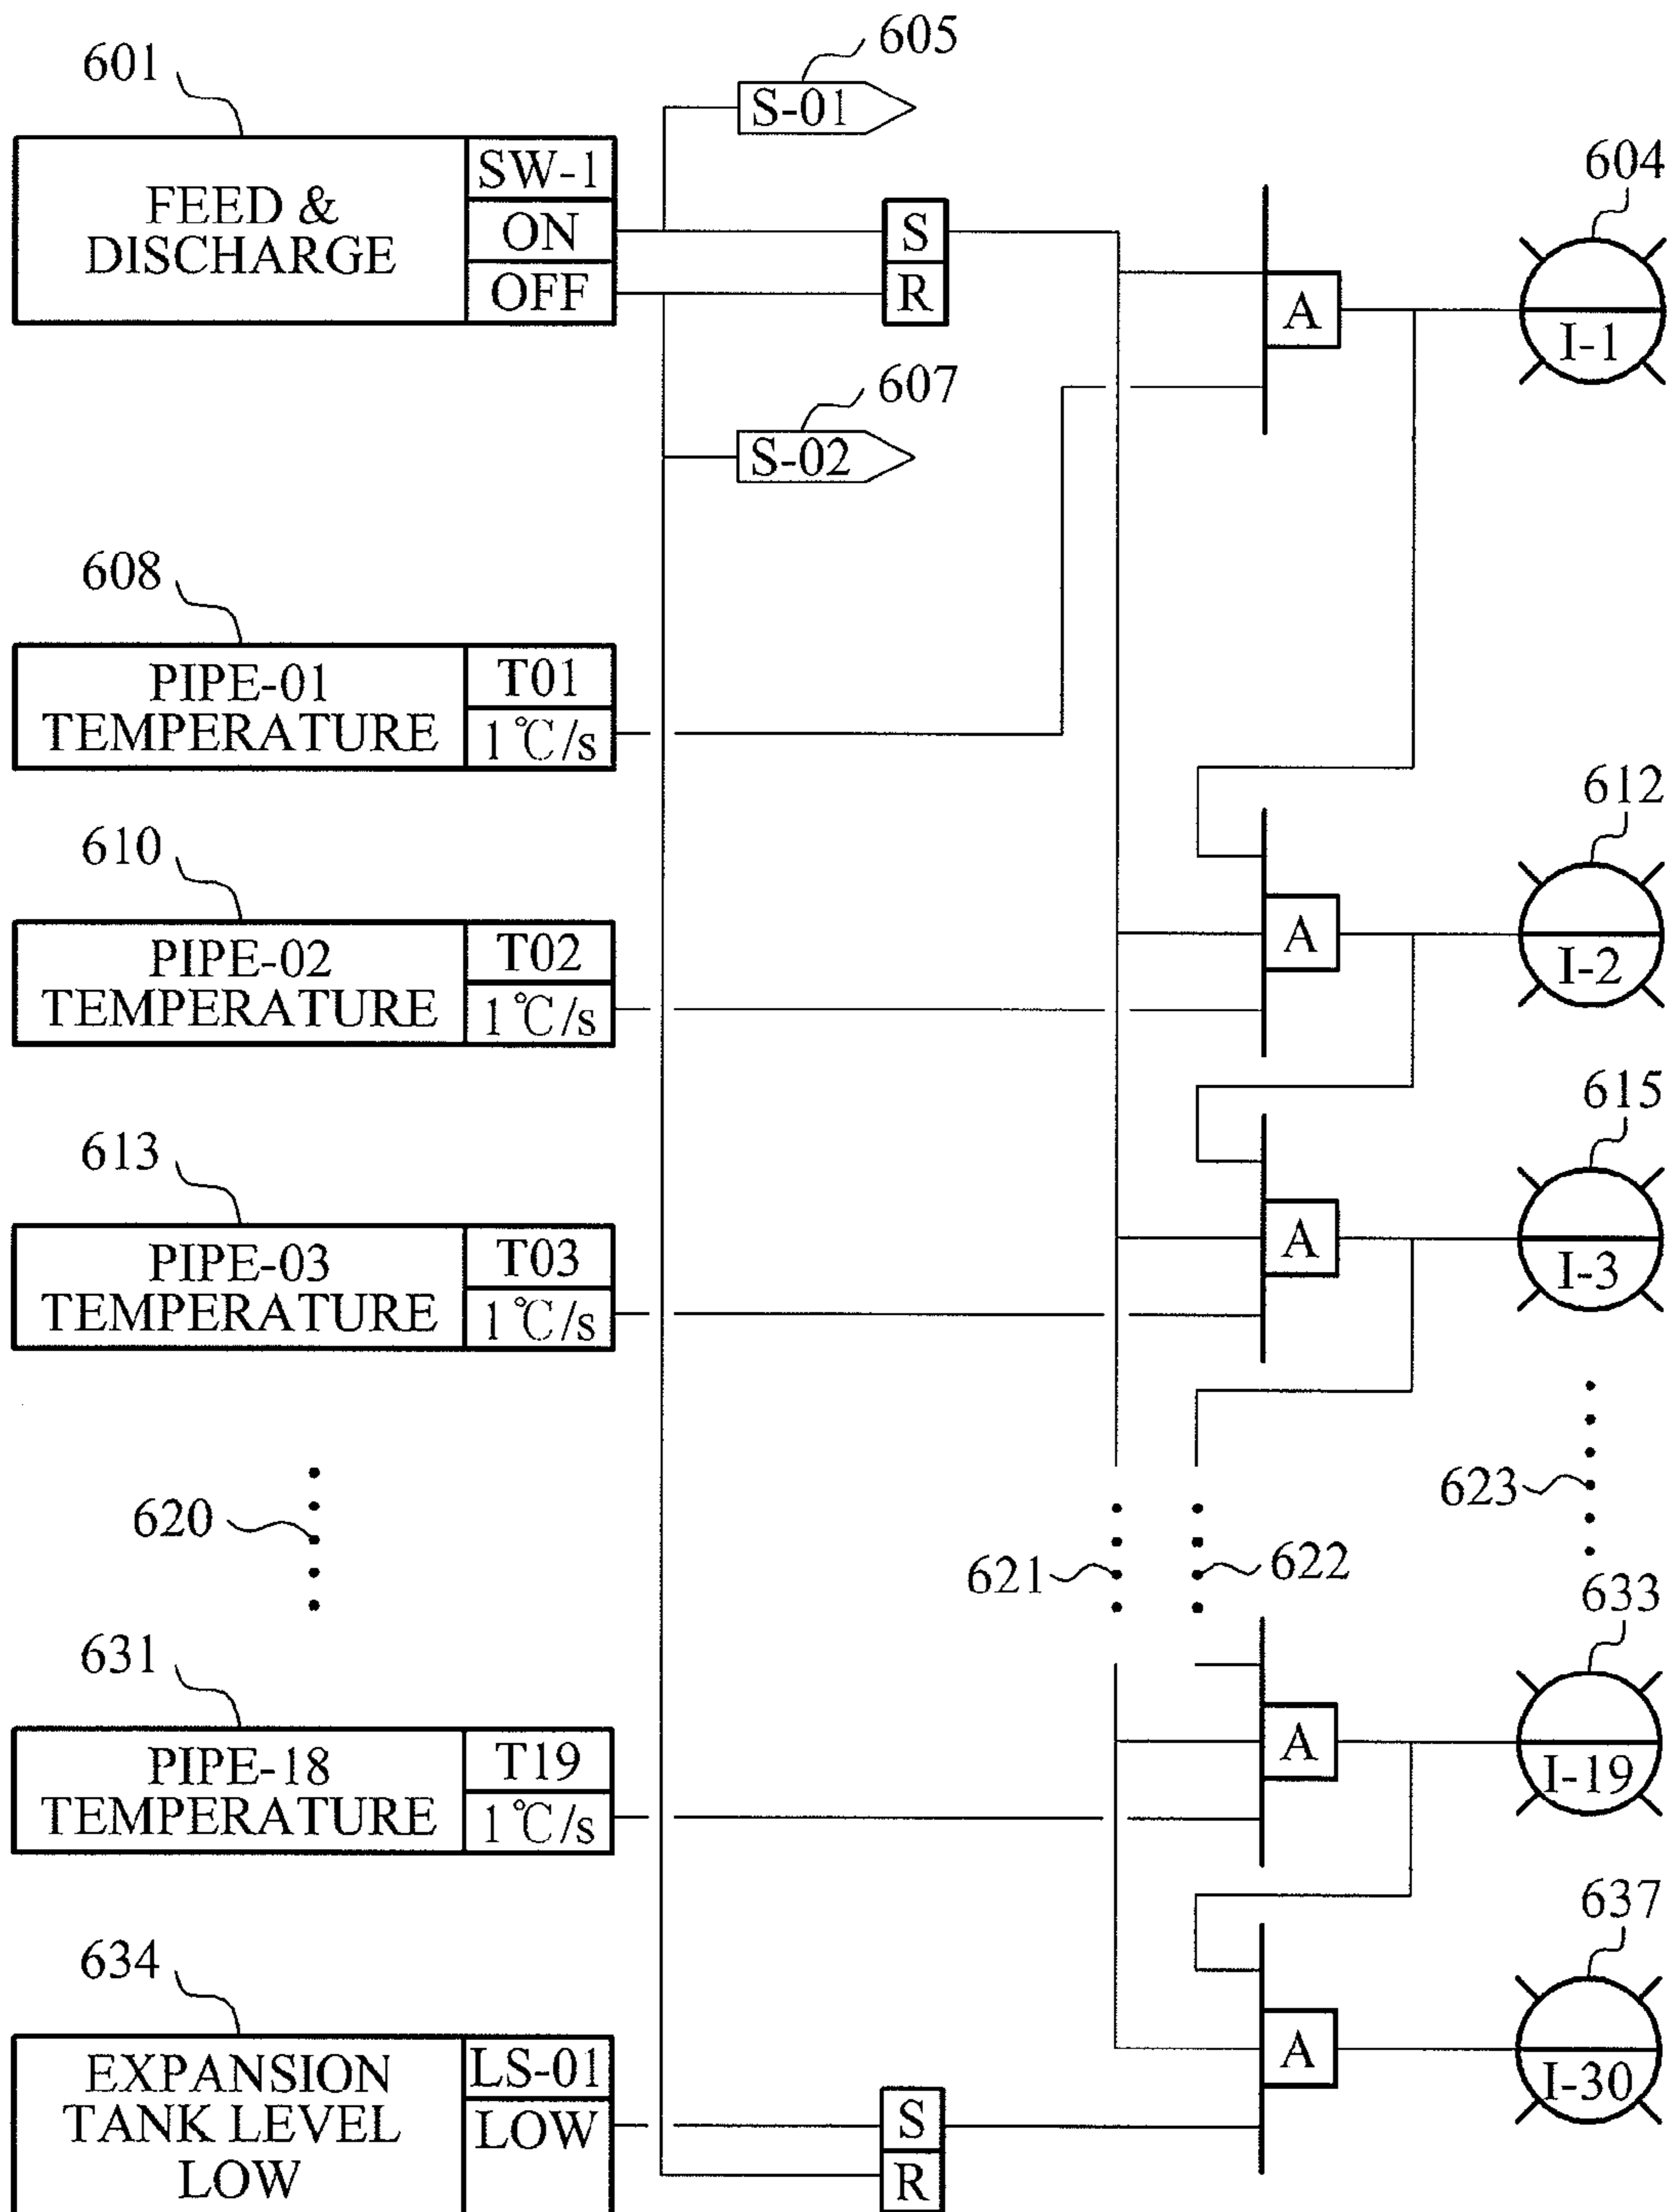 605
601
S-01
604
SW-1
FEED &
DISCHARGE
ON
OFF
S
R
A
I-1
607
S-02
608
PIPE-01
TEMPERATURE
T01
1℃/s
612
610
PIPE-02
TEMPERATURE
T02
1℃/s
A
I-2
615
613
PIPE-03
TEMPERATURE
T03
1℃/s
A
I-3
620
621
622
623
633
631
PIPE-18
TEMPERATURE
T19
1℃/s
A
I-19
637
634
EXPANSION
TANK LEVEL
LOW
LS-01
LOW
S
R
A
I-30